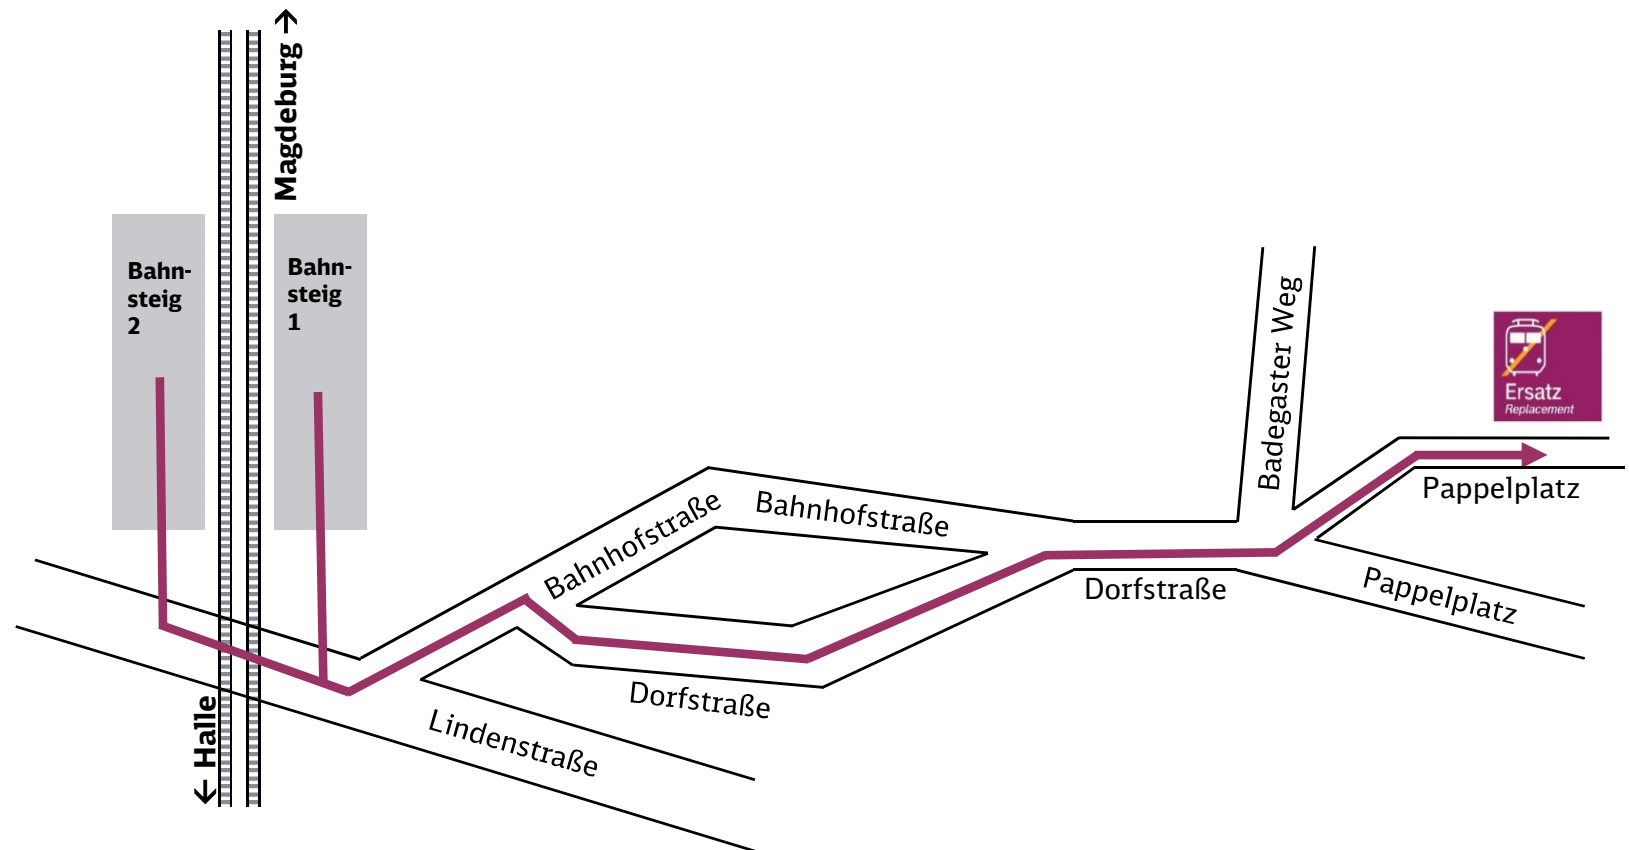 Magdeburg →
Bahn-
steig
2
Bahn-
steig
1
Badegaster Weg
Ersatz
Replacement
Pappelplatz
Bahnhofstraße
Bahnhofstraße
Dorfstraße
Pappelplatz
Dorfstraße
Lindenstraße
← Halle